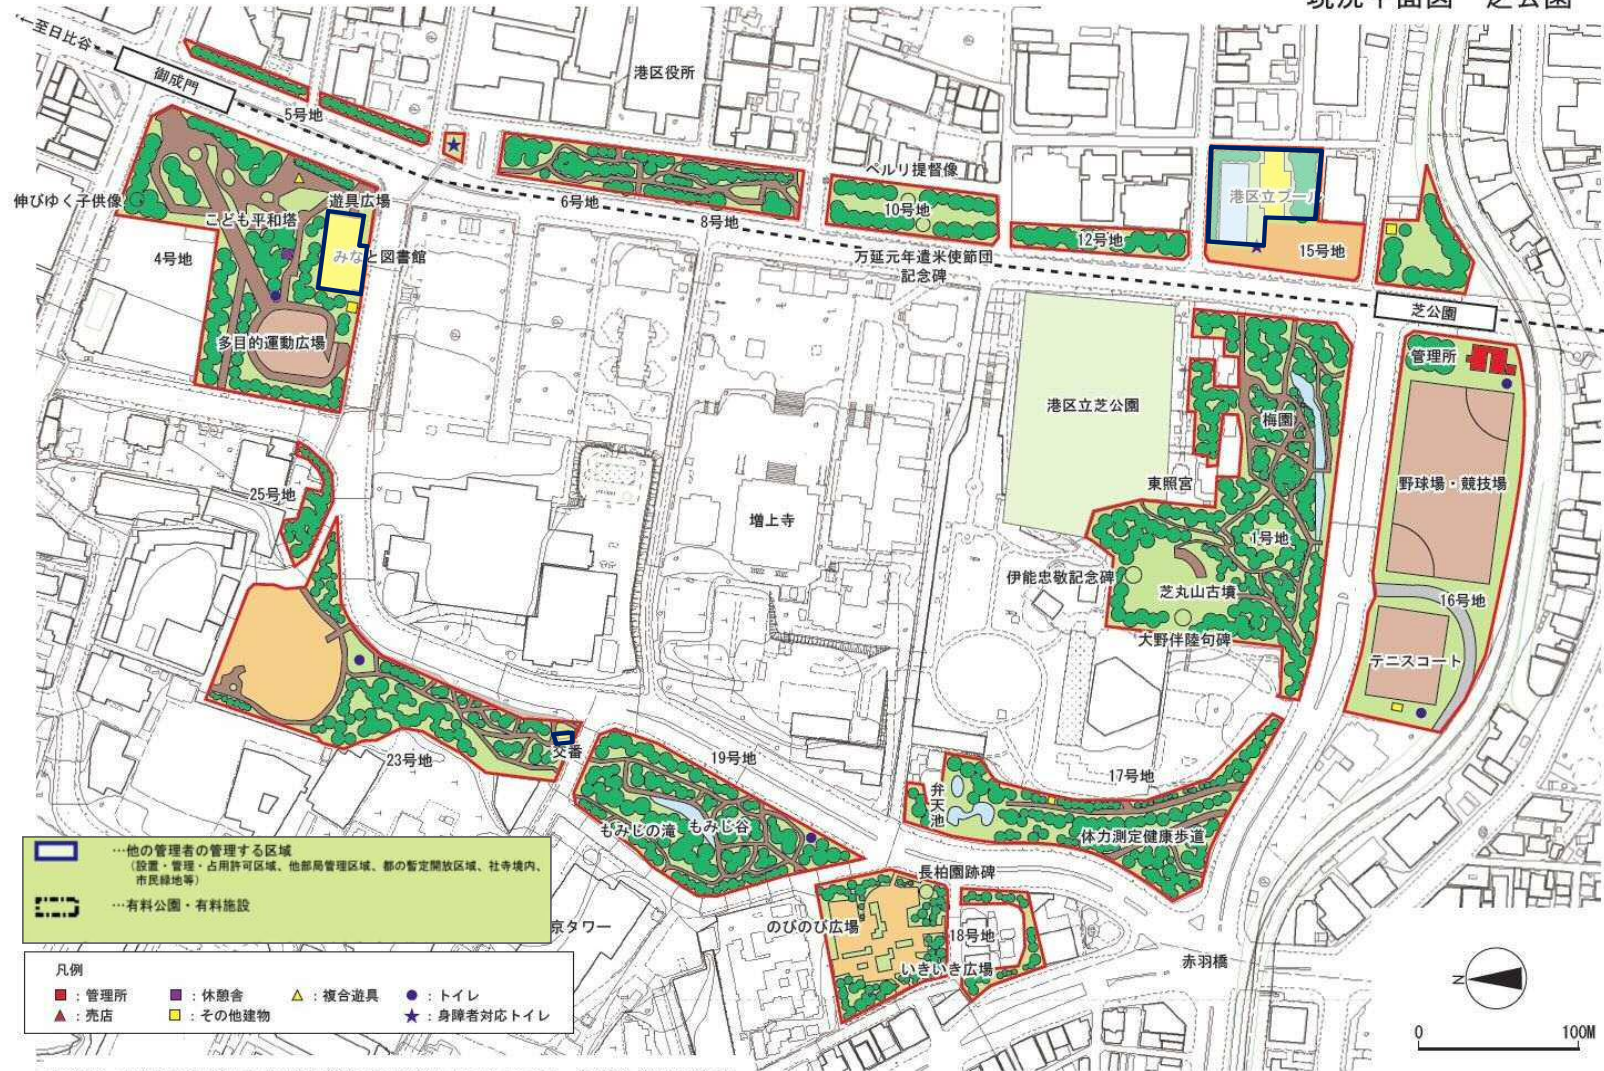 ←至日比谷
御成門
5号地
港区役所
伸びゆく子供像
遊具広場
こども平和塔
みなと図書館
4号地
多目的運動広場
6号地
8号地
ペルリ提督像
10号地
万延元年遣米使節団
記念碑
12号地
港区立プール
15号地
芝公園
管理所
港区立芝公園
梅園
東照宮
野球場・競技場
1号地
伊能忠敬記念碑
芝丸山古墳
大野伴陸句碑
16号地
テニスコート
増上寺
25号地
23号地
交番
19号地
もみじの滝
もみじ谷
17号地
弁天池
体力測定健康歩道
長柏園跡碑
のびのび広場
18号地
いきいき広場
赤羽橋
京タワー
…他の管理者の管理する区域
(設置・管理・占用許可区域、他部局管理区域、都の暫定開放区域、社寺境内、
市民緑地等)
…有料公園・有料施設
凡例
：管理所 ：休憩舎 ：複合遊具 ：トイレ
：売店 ：その他建物 ：身障者対応トイレ
N
0 100M